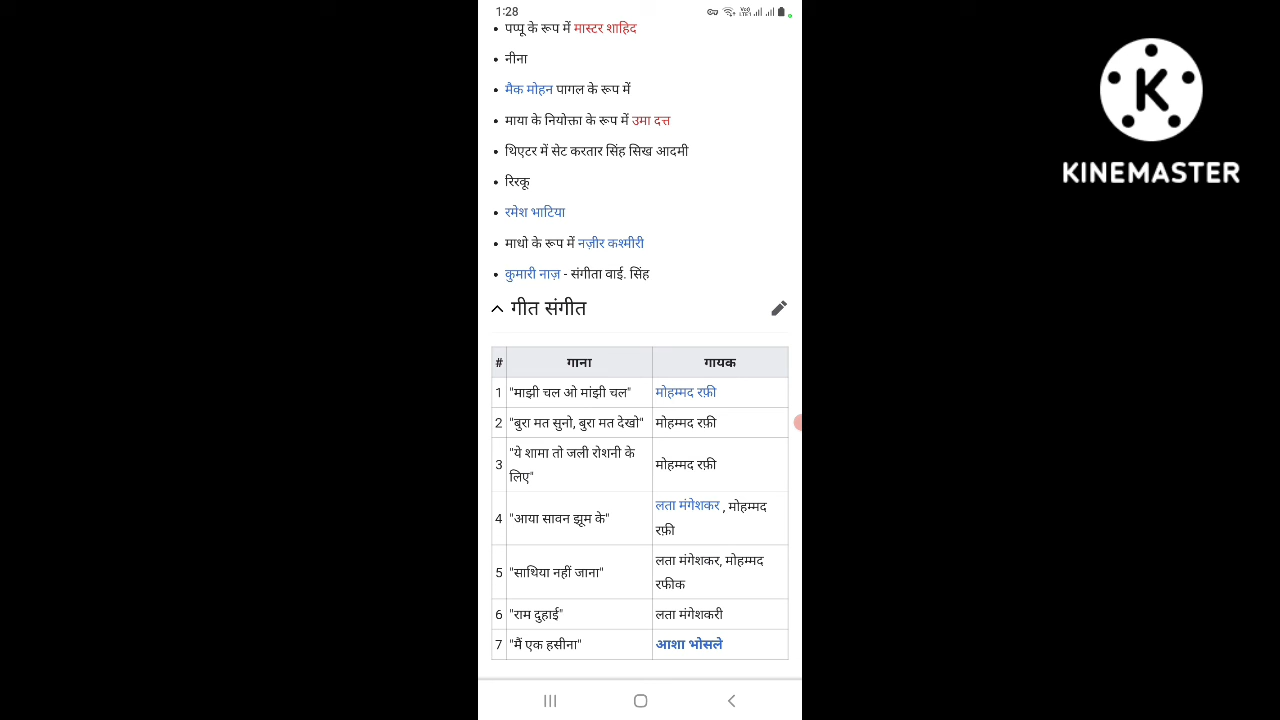 1:28
• पप्पू के रूप में मास्टर शाहिद
• नीना
• मैक मोहन पागल के रूप में
• माया के नियोक्ता के रूप में उमा दत्त
• थिएटर में सेट करतार सिंह सिख आदमी
• रिरकू
• रमेश भाटिया
• माधो के रूप में नज़ीर कश्मीरी
• कुमारी नाज़ - संगीता वाई. सिंह
गीत संगीत
# गाना गायक
1 "माझी चल ओ मांझी चल" मोहम्मद रफ़ी
2 "बुरा मत सुनो, बुरा मत देखो" मोहम्मद रफ़ी
3 "ये शामा तो जली रोशनी के
लिए" मोहम्मद रफ़ी
4 "आया सावन झूम के" लता मंगेशकर , मोहम्मद
रफ़ी
5 "साथिया नहीं जाना" लता मंगेशकर, मोहम्मद
रफीक
6 "राम दुहाई" लता मंगेशकरी
7 "मैं एक हसीना" आशा भोसले
K
KINEMASTER